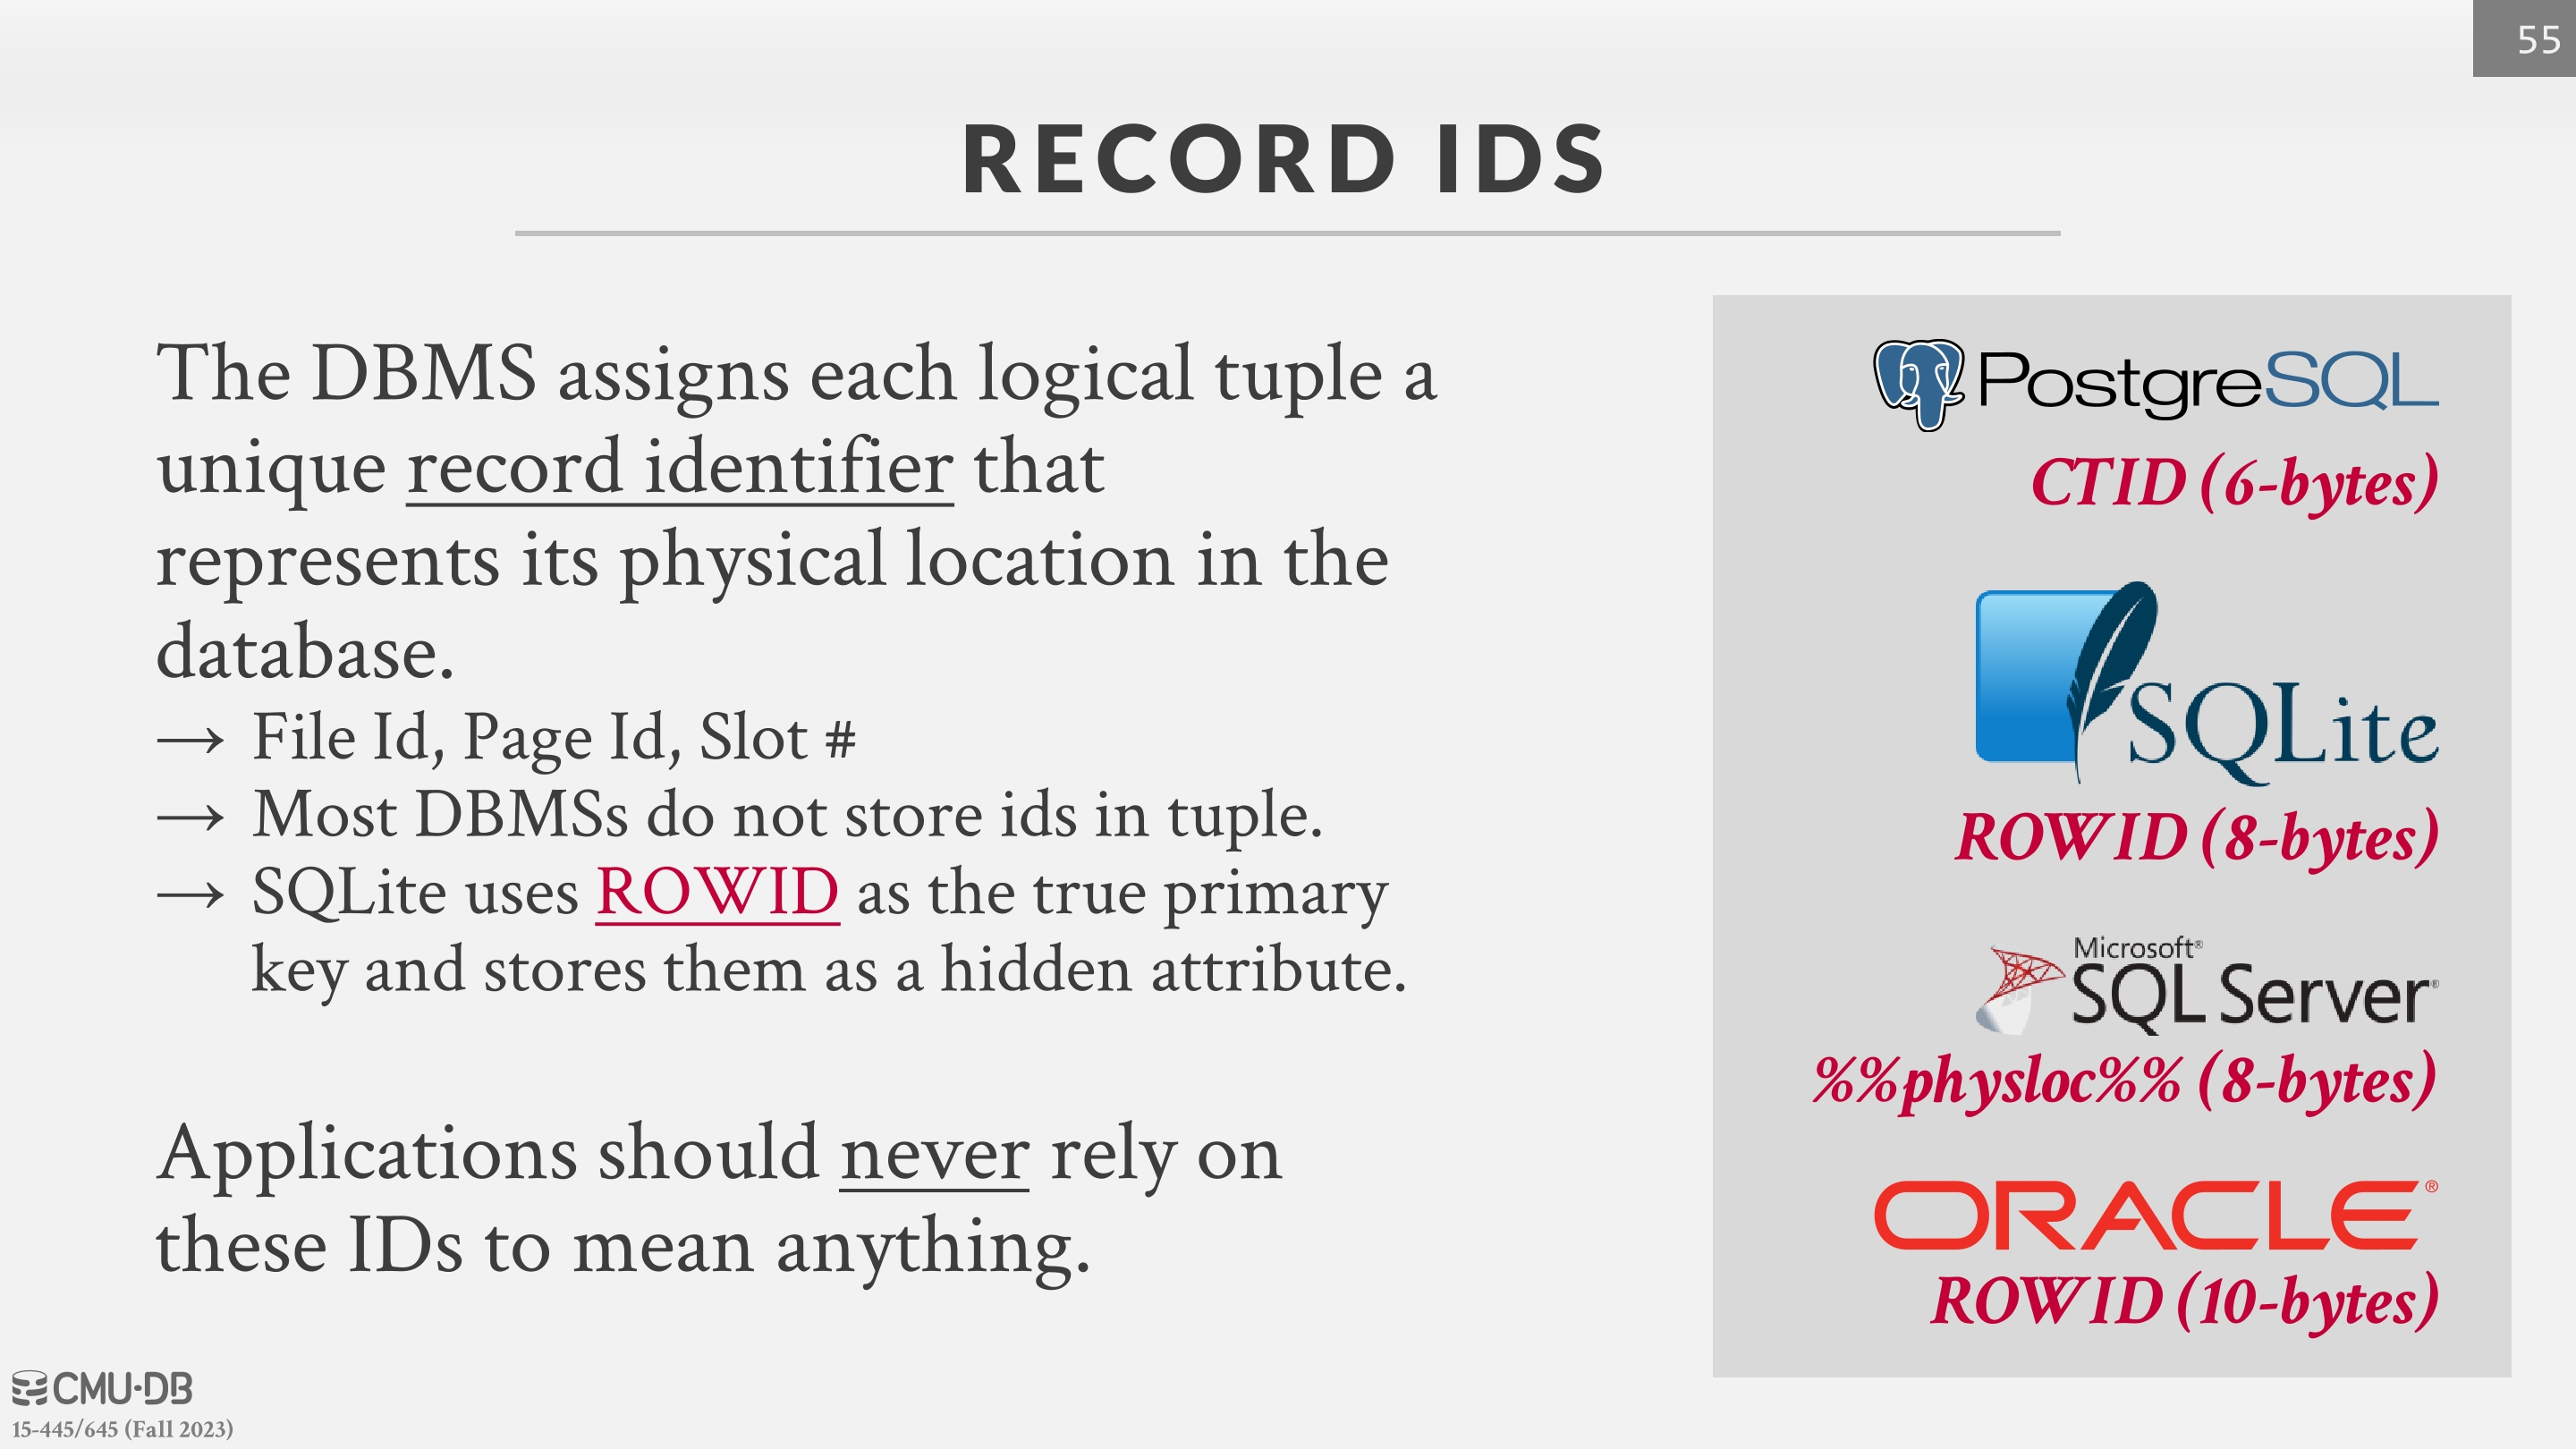 55
RECORD IDS
The DBMS assigns each logical tuple a
unique record identifier that
represents its physical location in the
database.
→ File Id, Page Id, Slot #
→ Most DBMSs do not store ids in tuple.
→ SQLite uses ROWID as the true primary
key and stores them as a hidden attribute.
Applications should never rely on
these IDs to mean anything.
PostgreSQL
CTID (6-bytes)
SQLite
ROWID (8-bytes)
Microsoft®
SQL Server®
%%physloc%% (8-bytes)
ORACLE®
ROWID (10-bytes)
CMU·DB
15-445/645 (Fall 2023)